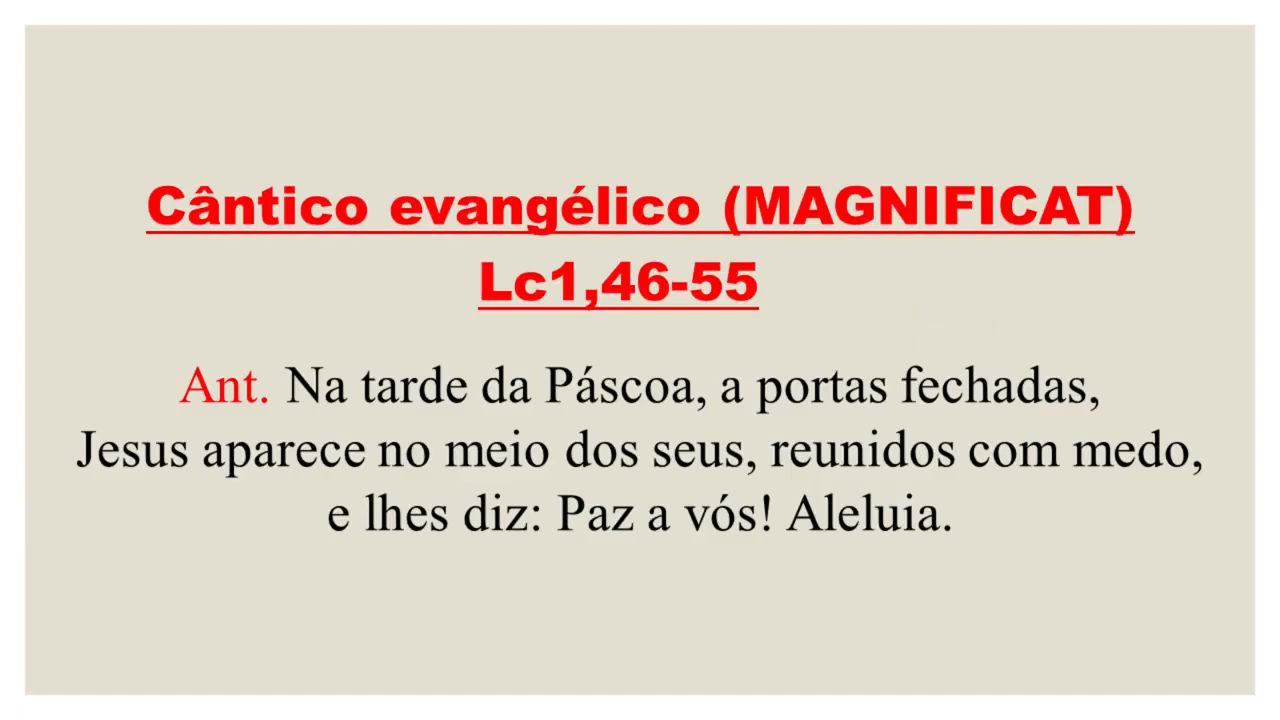 Cântico evangélico (MAGNIFICAT)
Lc1,46-55
Ant. Na tarde da Páscoa, a portas fechadas,
Jesus aparece no meio dos seus, reunidos com medo,
e lhes diz: Paz a vós! Aleluia.